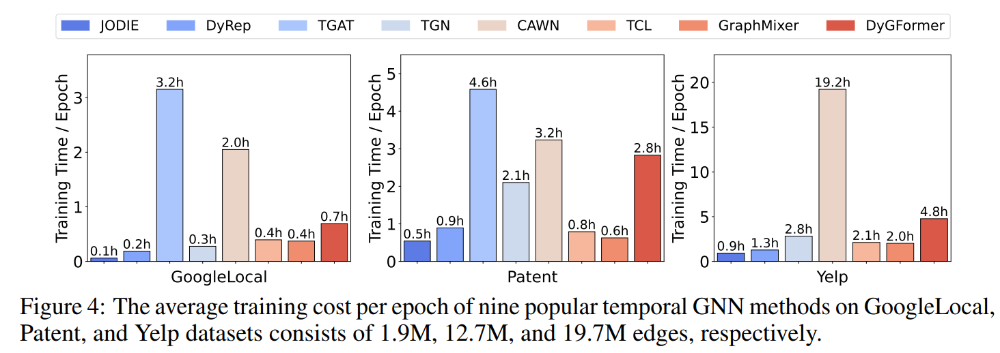 JODIE DyRep TGAT TGN CAWN TCL GraphMixer DyGFormer
Training Time / Epoch
3
2
1
0
0.1h 0.2h 3.2h 0.3h 2.0h 0.4h 0.4h 0.7h
GoogleLocal
Training Time / Epoch
5
4
3
2
1
0
0.5h 0.9h 4.6h 2.1h 3.2h 0.8h 0.6h 2.8h
Patent
Training Time / Epoch
20
15
10
5
0
0.9h 1.3h 2.8h 19.2h 2.1h 2.0h 4.8h
Yelp
Figure 4: The average training cost per epoch of nine popular temporal GNN methods on GoogleLocal,
Patent, and Yelp datasets consists of 1.9M, 12.7M, and 19.7M edges, respectively.